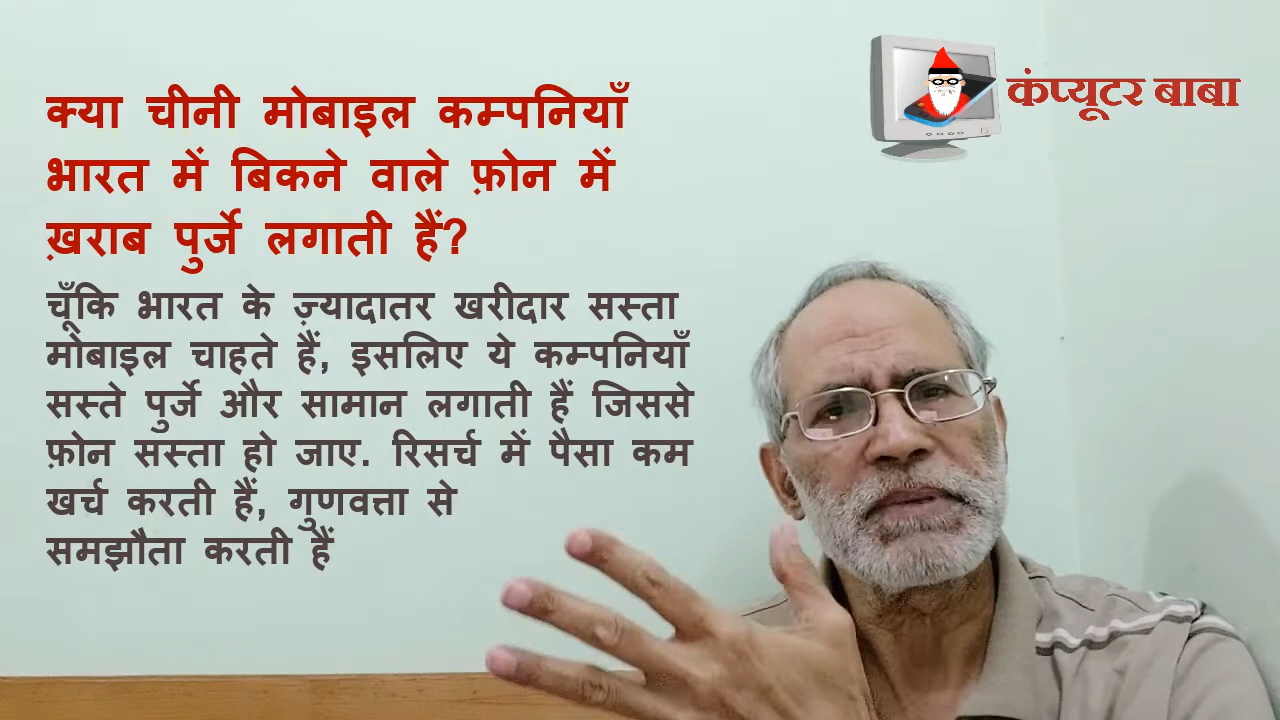 कंप्यूटर बाबा
क्या चीनी मोबाइल कम्पनियाँ
भारत में बिकने वाले फ़ोन में
ख़राब पुर्जे लगाती हैं?
चूँकि भारत के ज़्यादातर खरीदार सस्ता
मोबाइल चाहते हैं, इसलिए ये कम्पनियाँ
सस्ते पुर्जे और सामान लगाती हैं जिससे
फ़ोन सस्ता हो जाए. रिसर्च में पैसा कम
खर्च करती हैं, गुणवत्ता से
समझौता करती हैं